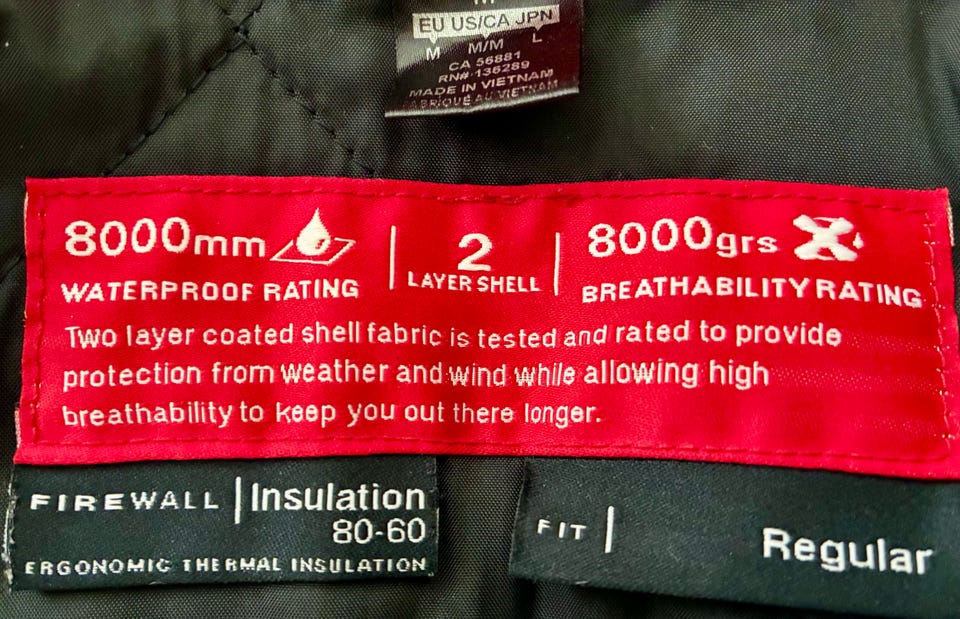 EU US/CA JPN
M M/M L
CA 56881
RN# 136289
MADE IN VIETNAM
FABRIQUÉ AU VIETNAM
8000mm
WATERPROOF RATING
2
LAYER SHELL
8000grs
BREATHABILITY RATING
Two layer coated shell fabric is tested and rated to provide
protection from weather and wind while allowing high
breathability to keep you out there longer.
FIREWALL | Insulation
80-60
ERGONOMIC THERMAL INSULATION
FIT | Regular